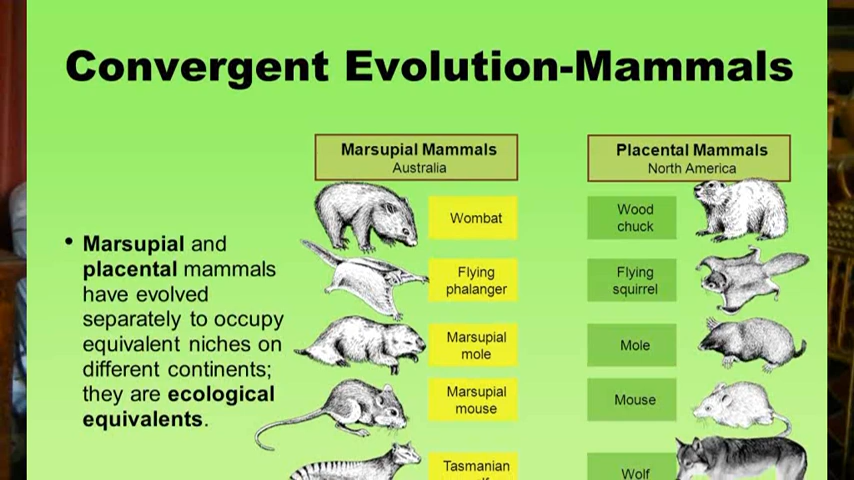 Convergent Evolution-Mammals
Marsupial Mammals
Australia
Placental Mammals
North America
• Marsupial and
placental mammals
have evolved
separately to occupy
equivalent niches on
different continents;
they are ecological
equivalents.
Wombat
Wood
chuck
Flying
phalanger
Flying
squirrel
Marsupial
mole
Mole
Marsupial
mouse
Mouse
Tasmanian
Wolf